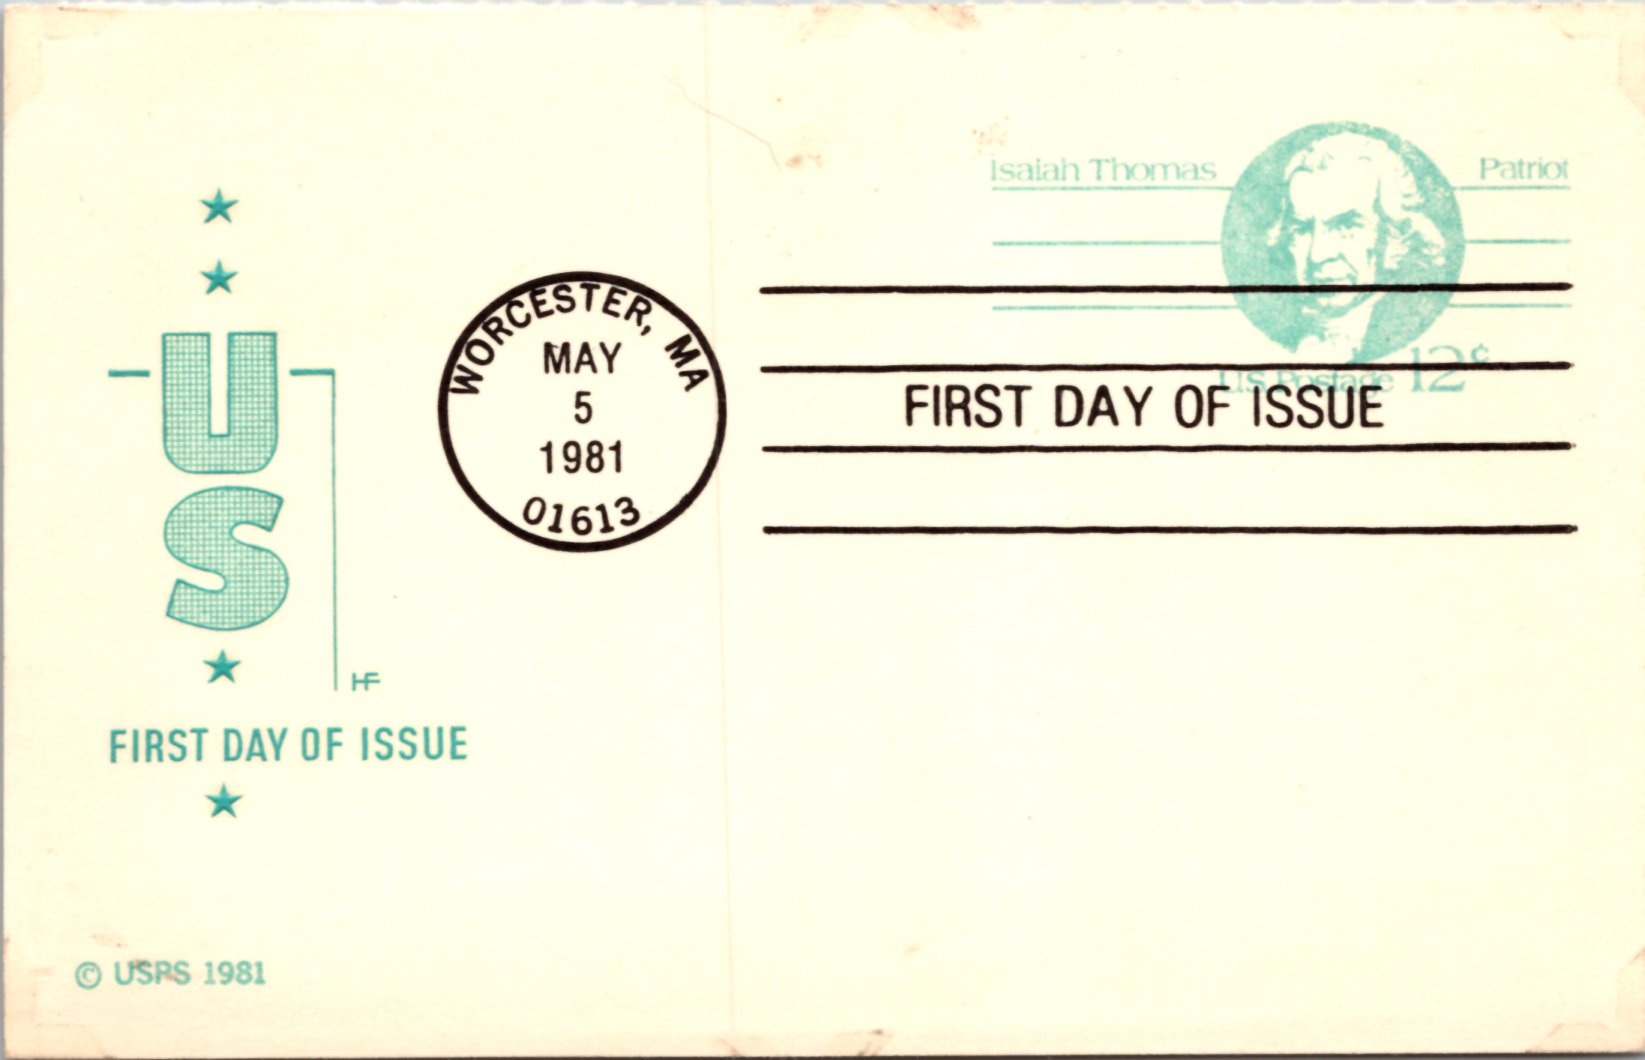 Isaiah Thomas Patriot
US Postage 12¢
WORCESTER, MA
MAY
5
1981
01613
FIRST DAY OF ISSUE
U
S
HF
FIRST DAY OF ISSUE
© USPS 1981